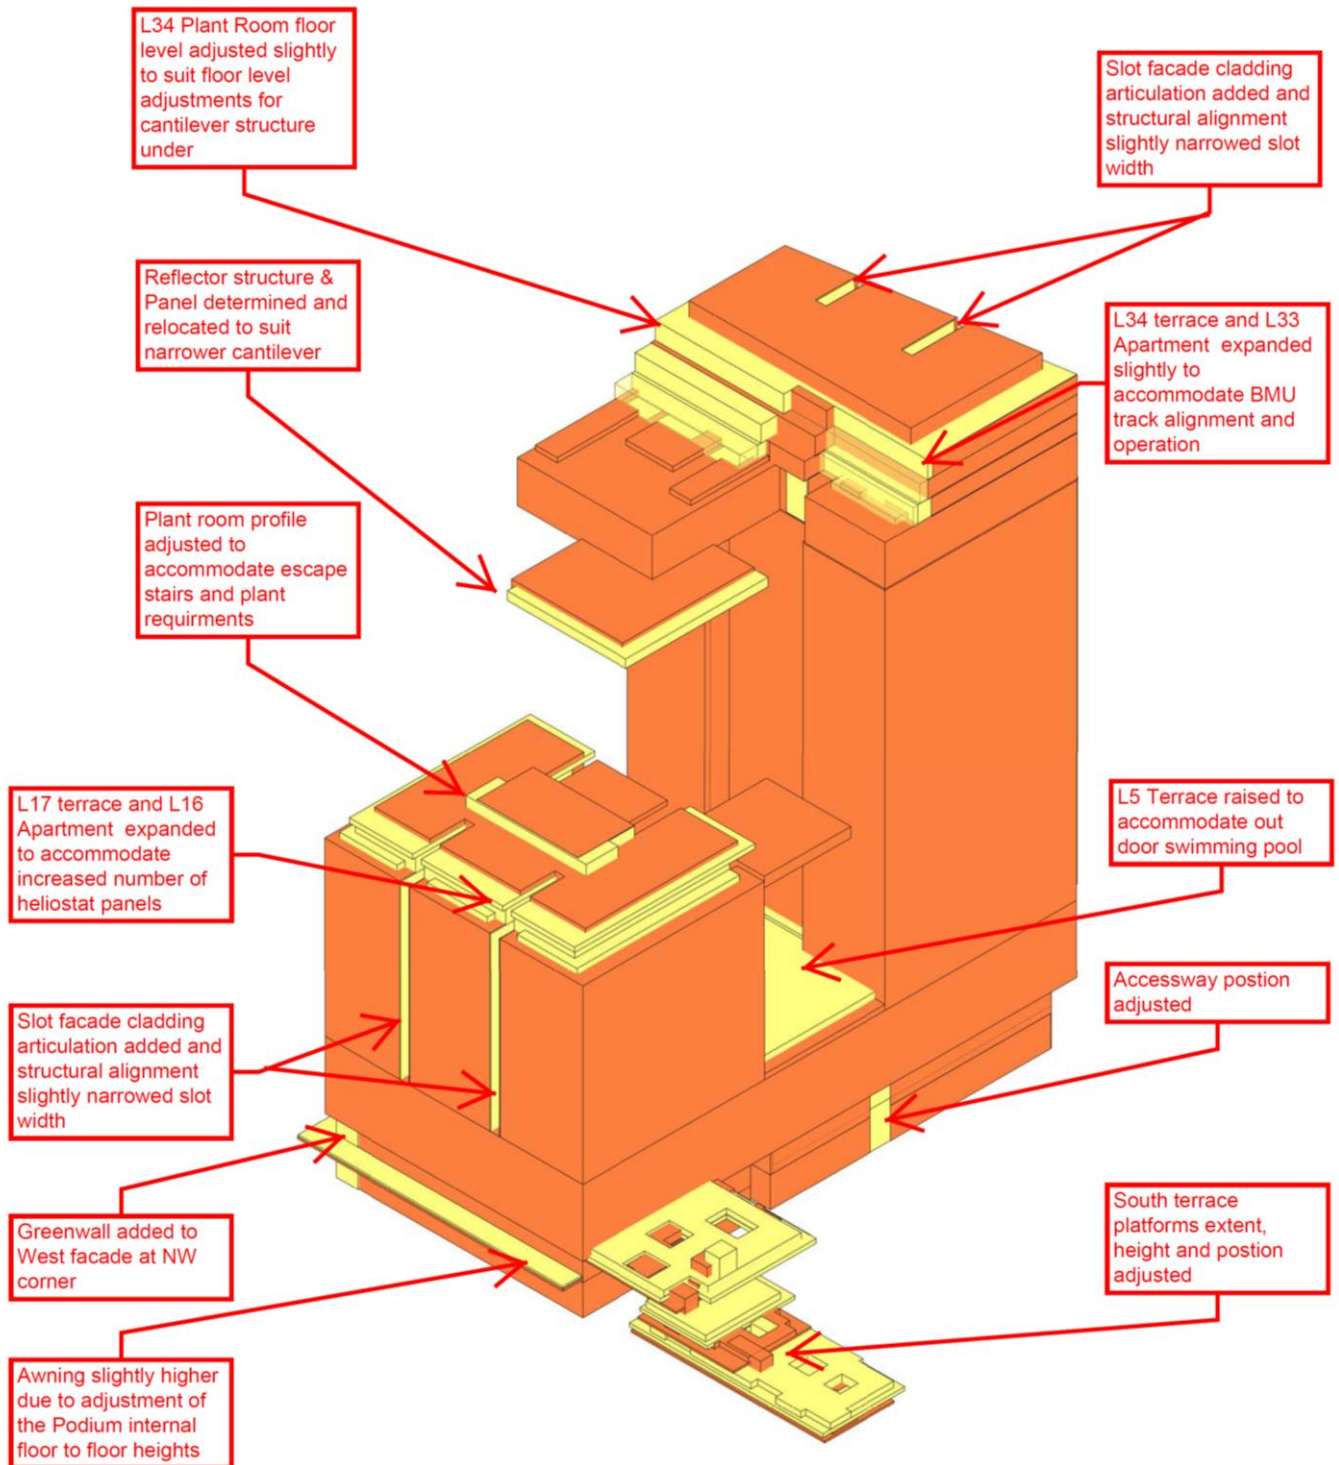 L34 Plant Room floor
level adjusted slightly
to suit floor level
adjustments for
cantilever structure
under
Slot facade cladding
articulation added and
structural alignment
slightly narrowed slot
width
Reflector structure &
Panel determined and
relocated to suit
narrower cantilever
L34 terrace and L33
Apartment  expanded
slightly to
accommodate BMU
track alignment and
operation
Plant room profile
adjusted to
accommodate escape
stairs and plant
requirments
L17 terrace and L16
Apartment  expanded
to accommodate
increased number of
heliostat panels
L5 Terrace raised to
accommodate out
door swimming pool
Slot facade cladding
articulation added and
structural alignment
slightly narrowed slot
width
Accessway postion
adjusted
Greenwall added to
West facade at NW
corner
South terrace
platforms extent,
height and postion
adjusted
Awning slightly higher
due to adjustment of
the Podium internal
floor to floor heights